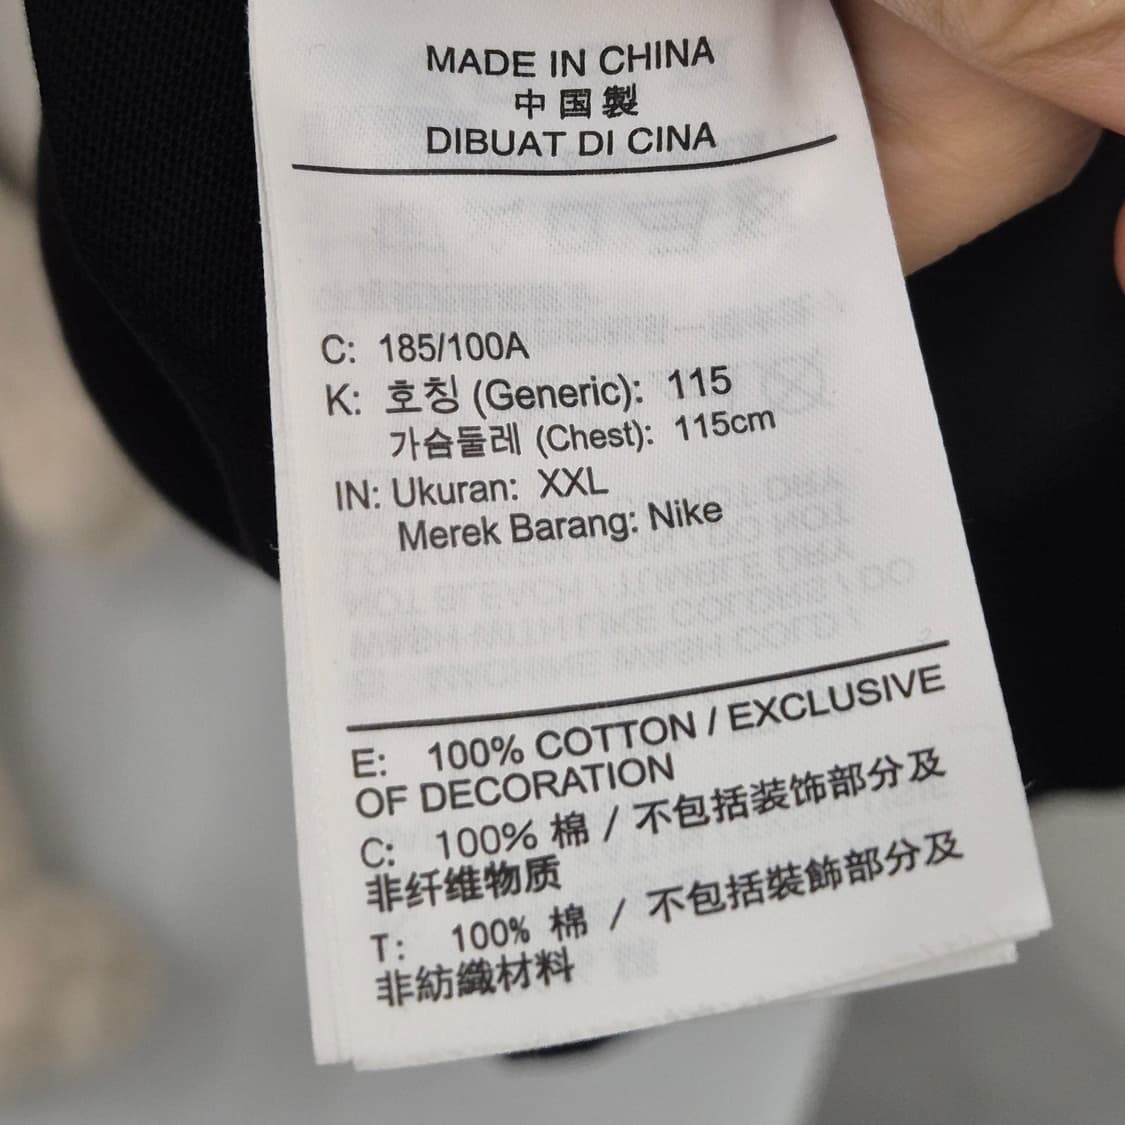 MADE IN CHINA
中国製
DIBUAT DI CINA
C: 185/100A
K: 호칭 (Generic): 115
가슴둘레 (Chest): 115cm
IN: Ukuran: XXL
Merek Barang: Nike
E: 100% COTTON / EXCLUSIVE
OF DECORATION
C: 100% 棉 / 不包括装饰部分及
非纤维物质
T: 100% 棉 / 不包括裝飾部分及
非紡織材料